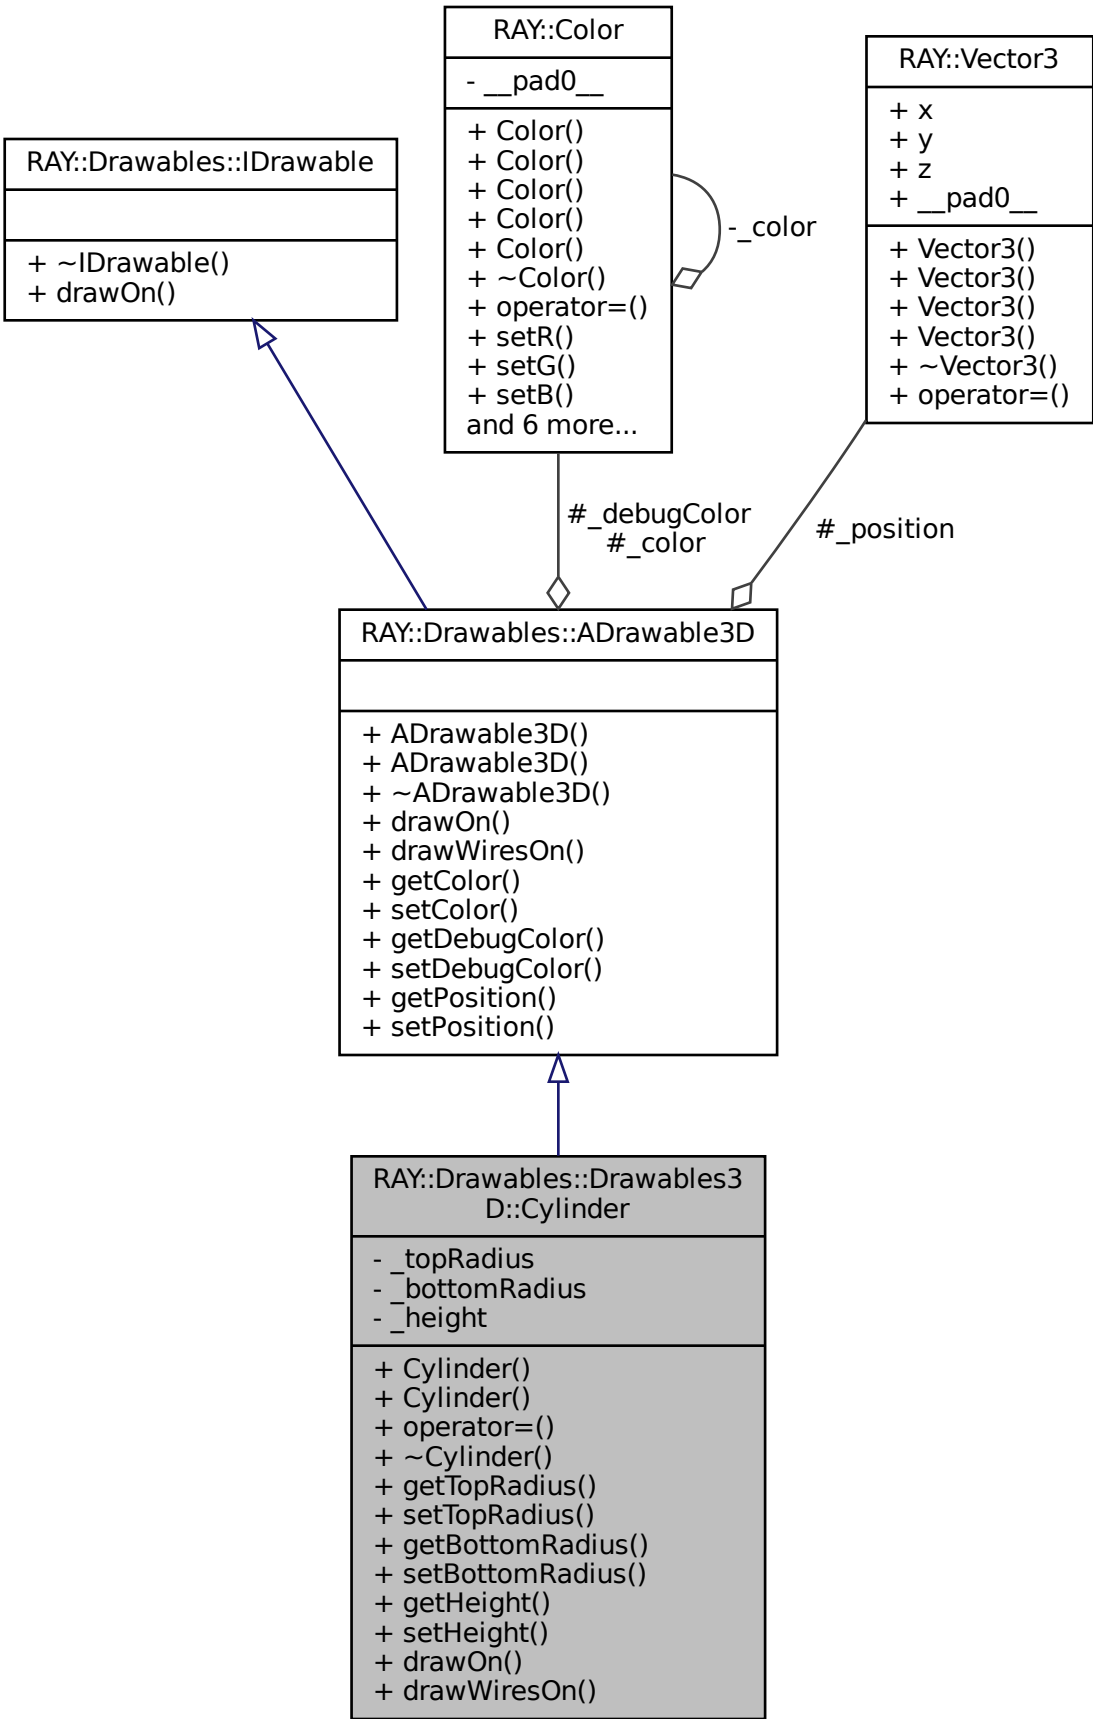 RAY::Color
- __pad0__
+ Color()
+ Color()
+ Color()
+ Color()
+ Color()
+ ~Color()
+ operator=()
+ setR()
+ setG()
+ setB()
and 6 more...
-_color
RAY::Vector3
+ x
+ y
+ z
+ __pad0__
+ Vector3()
+ Vector3()
+ Vector3()
+ Vector3()
+ ~Vector3()
+ operator=()
RAY::Drawables::IDrawable
+ ~IDrawable()
+ drawOn()
#_debugColor
#_color
#_position
RAY::Drawables::ADrawable3D
+ ADrawable3D()
+ ADrawable3D()
+ ~ADrawable3D()
+ drawOn()
+ drawWiresOn()
+ getColor()
+ setColor()
+ getDebugColor()
+ setDebugColor()
+ getPosition()
+ setPosition()
RAY::Drawables::Drawables3
D::Cylinder
- _topRadius
- _bottomRadius
- _height
+ Cylinder()
+ Cylinder()
+ operator=()
+ ~Cylinder()
+ getTopRadius()
+ setTopRadius()
+ getBottomRadius()
+ setBottomRadius()
+ getHeight()
+ setHeight()
+ drawOn()
+ drawWiresOn()